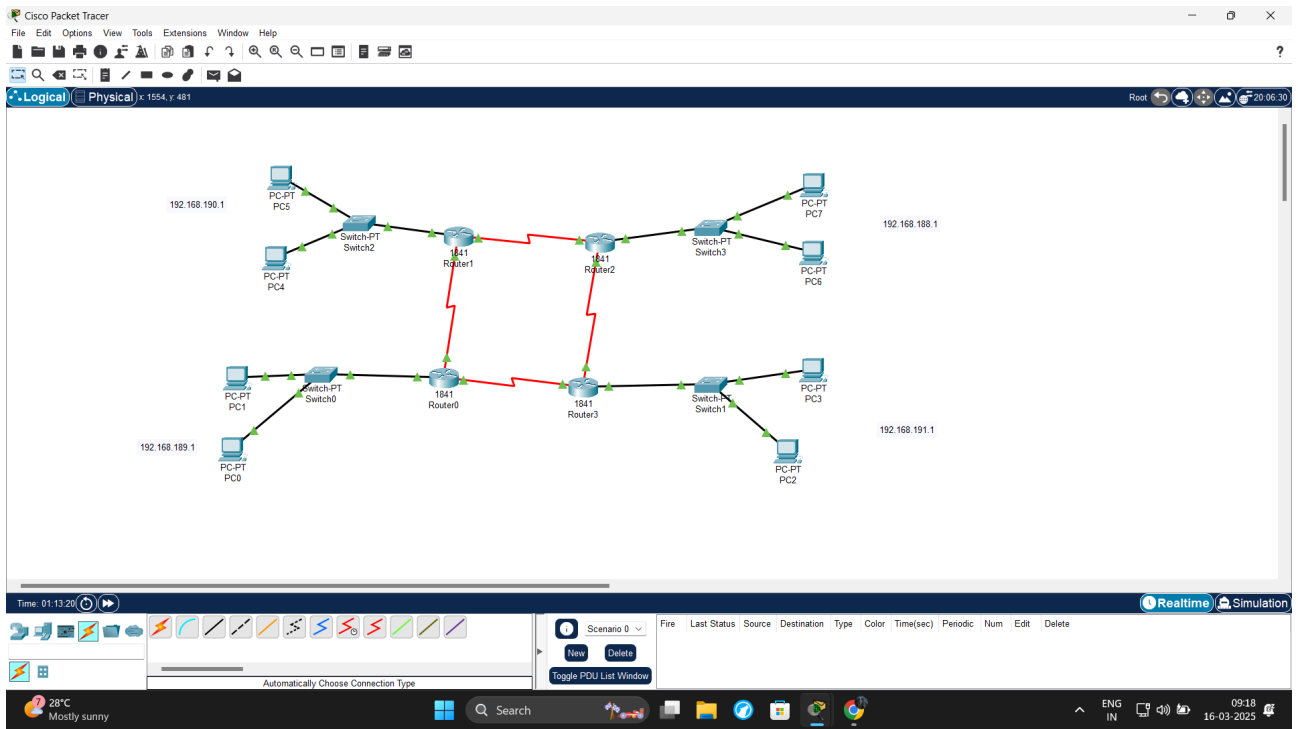 Cisco Packet Tracer
File Edit Options View Tools Extensions Window Help
?
Logical Physical x: 1554, y: 481 Root 20:06:30
PC-PT
PC5
192.168.190.1
Switch-PT
Switch2
PC-PT
PC4
1841
Router1
1841
Router2
Switch-PT
Switch3
PC-PT
PC7
192.168.188.1
PC-PT
PC6
PC-PT
PC1
Switch-PT
Switch0
1841
Router0
1841
Router3
Switch-PT
Switch1
PC-PT
PC3
192.168.189.1
PC-PT
PC0
192.168.191.1
PC-PT
PC2
Time: 01:13:20 Realtime Simulation
Scenario 0
New Delete
Toggle PDU List Window
Fire Last Status Source Destination Type Color Time(sec) Periodic Num Edit Delete
Automatically Choose Connection Type
7 28°C
Mostly sunny
Search
ENG
IN
09:18
16-03-2025